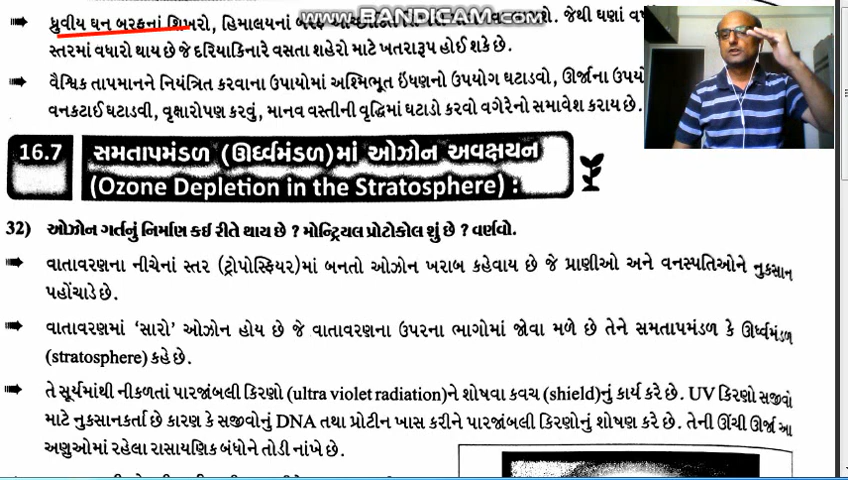 WWW.BANDICAM.COM
➠ ધ્રુવીય ઘન બરફનાં શિખરો, હિમાલયનાં બરફ જેથી ઘણાં
સ્તરમાં વધારો થાય છે જે દરિયાકિનારે વસતા શહેરો માટે ખતરારૂપ હોઈ શકે છે.
➠ વૈશ્વિક તાપમાનને નિયંત્રિત કરવાના ઉપાયોમાં અશ્મિભૂત ઇંધણનો ઉપયોગ ઘટાડવો, ઊર્જાના
વનકટાઈ ઘટાડવી, વૃક્ષારોપણ કરવું, માનવ વસ્તીની વૃદ્ધિમાં ઘટાડો કરવો વગેરેનો સમાવેશ કરાય છે.
16.7 સમતાપમંડળ (ઊર્ધ્વમંડળ)માં ઓઝોન અવક્ષયન
(Ozone Depletion in the Stratosphere) :
32) ઓઝોન ગર્તનું નિર્માણ કઇ રીતે થાય છે ? મોન્ટ્રિયલ પ્રોટોકોલ શું છે ? વર્ણવો.
➠ વાતાવરણના નીચેનાં સ્તર (ટ્રોપોસ્ફિયર)માં બનતો ઓઝોન ખરાબ કહેવાય છે જે પ્રાણીઓ અને વનસ્પતિઓને નુકસાન
પહોંચાડે છે.
➠ વાતાવરણમાં ‘સારો’ ઓઝોન હોય છે જે વાતાવરણના ઉપરના ભાગોમાં જોવા મળે છે તેને સમતાપમંડળ કે ઊર્ધ્વમંડળ
(stratosphere) કહે છે.
➠ તે સૂર્યમાંથી નીકળતાં પારજાંબલી કિરણો (ultra violet radiation)ને શોષવા કવચ (shield)નું કાર્ય કરે છે. UV કિરણો સજીવો
માટે નુકસાનકર્તા છે કારણ કે સજીવોનું DNA તથા પ્રોટીન ખાસ કરીને પારજાંબલી કિરણોનું શોષણ કરે છે. તેની ઊંચી ઊર્જા આ
અણુઓમાં રહેલા રાસાયણિક બંધોને તોડી નાંખે છે.